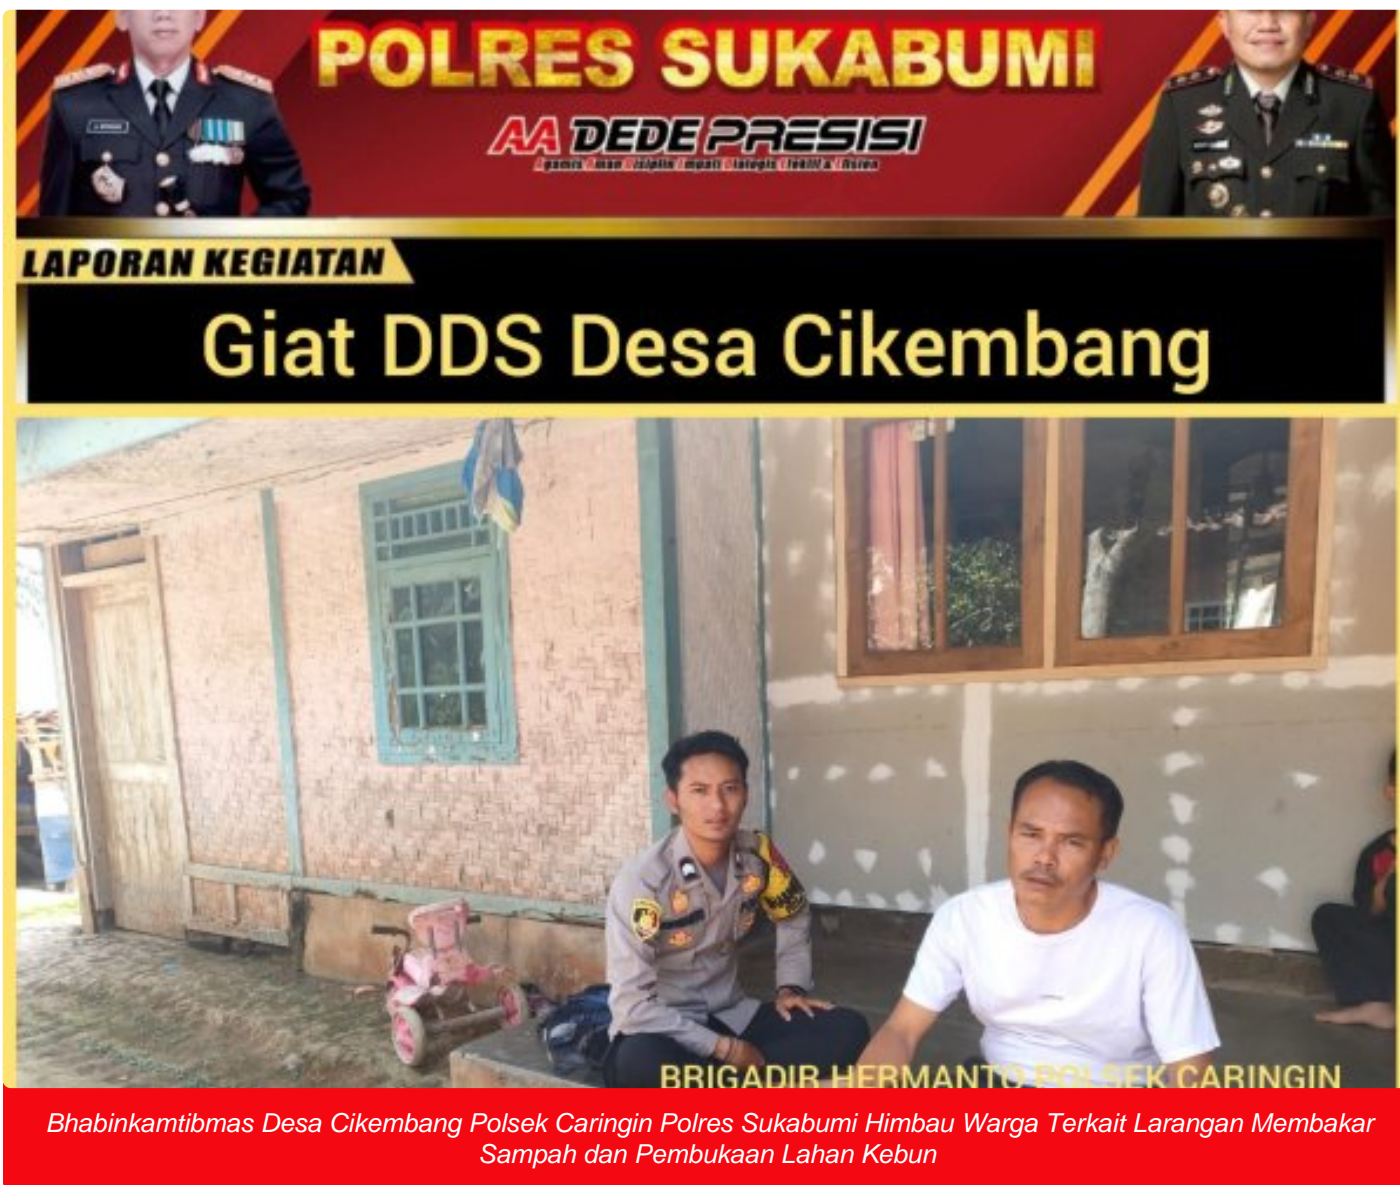 POLRES SUKABUMI
AA DEDE PRESISI
LAPORAN KEGIATAN
Giat DDS Desa Cikembang
BRIGADIR HERMANTO POLSEK CARINGIN
Bhabinkamtibmas Desa Cikembang Polsek Caringin Polres Sukabumi Himbau Warga Terkait Larangan Membakar
Sampah dan Pembukaan Lahan Kebun